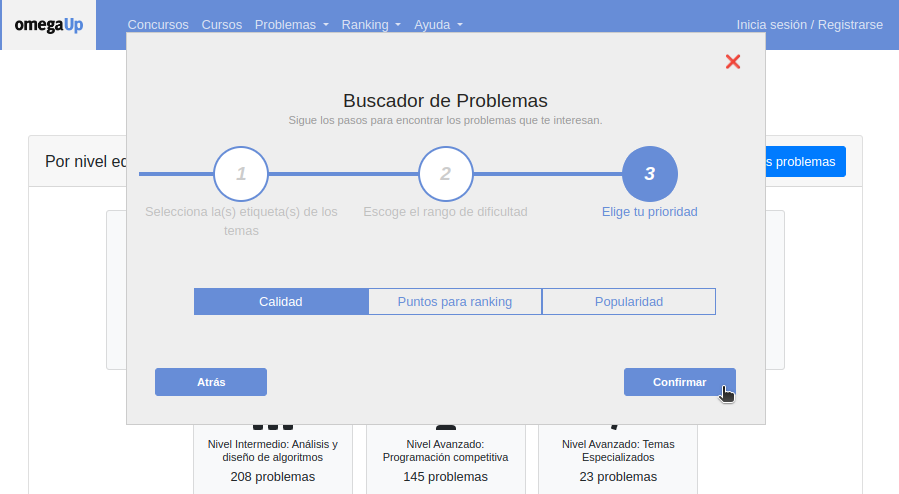 omegaUp
Concursos Cursos Problemas Ranking Ayuda Inicia sesión / Registrarse
Buscador de Problemas
Sigue los pasos para encontrar los problemas que te interesan.
Por nivel
s problemas
1 2 3
Selecciona la(s) etiqueta(s) de los
temas
Escoge el rango de dificultad
Elige tu prioridad
Calidad Puntos para ranking Popularidad
Atrás Confirmar
Nivel Intermedio: Análisis y
diseño de algoritmos
208 problemas
Nivel Avanzado:
Programación competitiva
145 problemas
Nivel Avanzado: Temas
Especializados
23 problemas